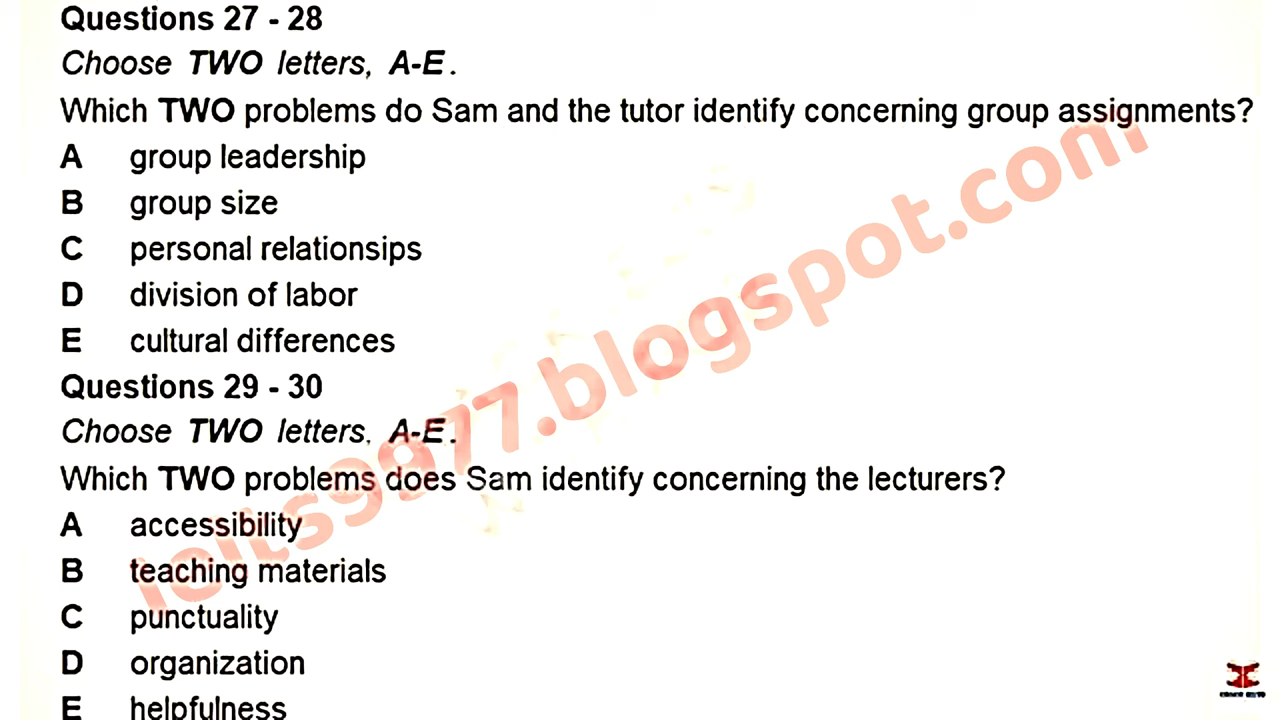 Questions 27 - 28
Choose TWO letters, A-E.
Which TWO problems do Sam and the tutor identify concerning group assignments?
A group leadership
B group size
C personal relationsips
D division of labor
E cultural differences
Questions 29 - 30
Choose TWO letters. A-E.
Which TWO problems does Sam identify concerning the lecturers?
A accessibility
B teaching materials
C punctuality
D organization
E helpfulness
ielts9977.blogspot.com